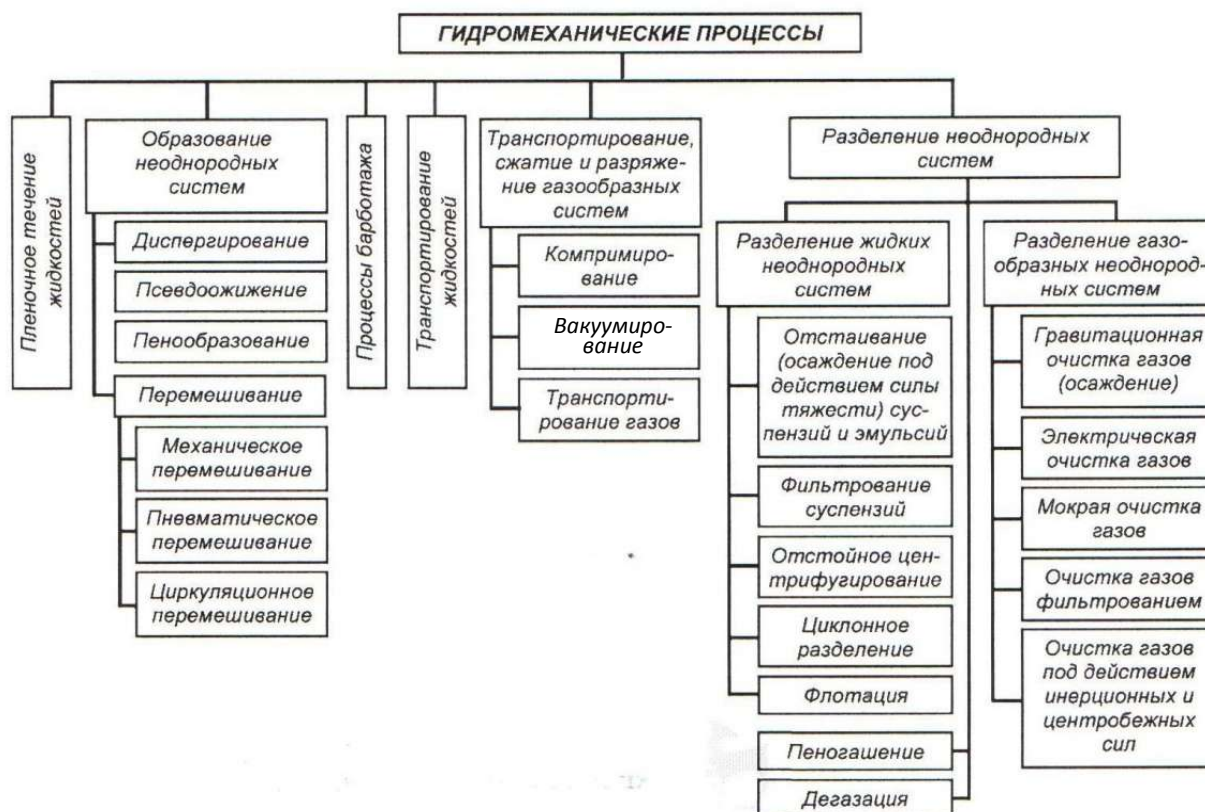 ГИДРОМЕХАНИЧЕСКИЕ ПРОЦЕССЫ
Пленочное течение
жидкостей
Образование
неоднородных
систем
Диспергирование
Псевдоожижение
Пенообразование
Перемешивание
Механическое
перемешивание
Пневматическое
перемешивание
Циркуляционное
перемешивание
Процессы барботажа
Транспортирование
жидкостей
Транспортирование,
сжатие и разряже-
ние газообразных
систем
Компримиро-
вание
Вакуумиро-
вание
Транспорти-
рование газов
Разделение неоднородных
систем
Разделение жидких
неоднородных
систем
Отстаивание
(осаждение под
действием силы
тяжести) сус-
пензий и эмульсий
Фильтрование
суспензий
Отстойное цен-
трифугирование
Циклонное
разделение
Флотация
Пеногашение
Дегазация
Разделение газо-
образных неоднород-
ных систем
Гравитационная
очистка газов
(осаждение)
Электрическая
очистка газов
Мокрая очистка
газов
Очистка газов
фильтрованием
Очистка газов
под действием
инерционных и
центробежных
сил